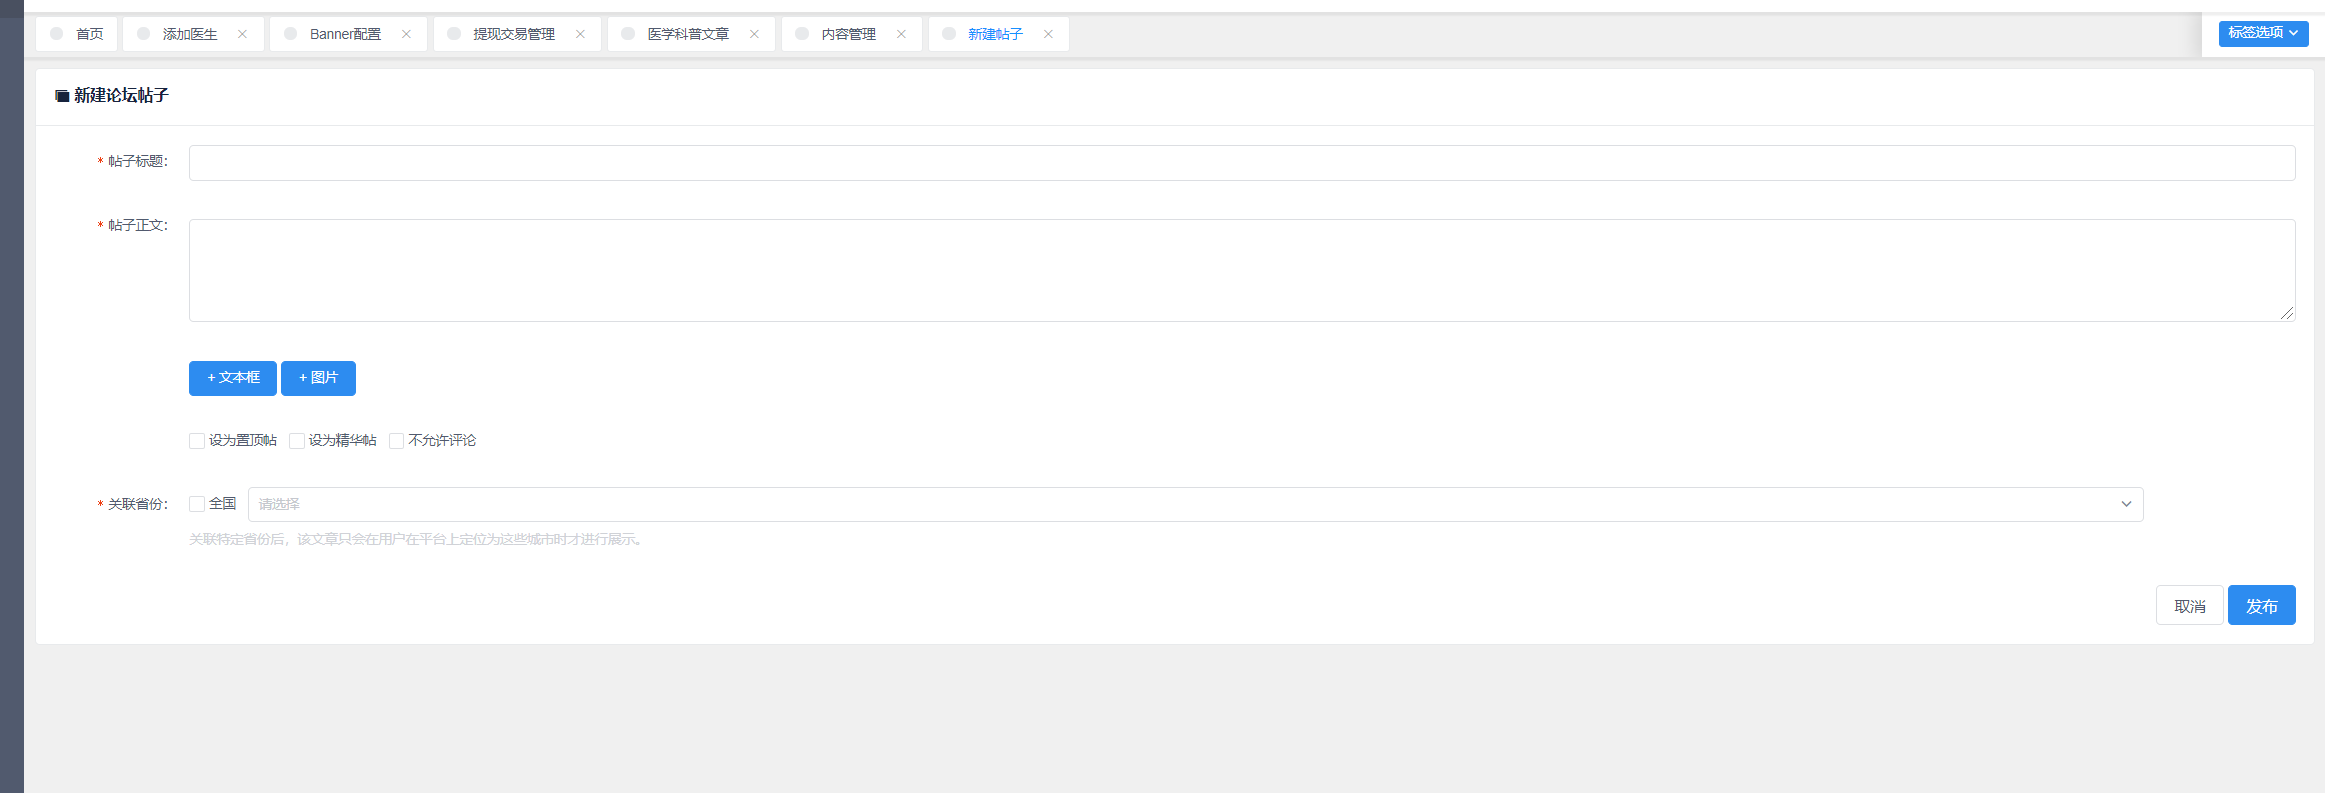 首页 添加医生 Banner配置 提现交易管理 医学科普文章 内容管理 新建帖子 标签选项
新建论坛帖子
* 帖子标题：
* 帖子正文：
+ 文本框 + 图片
设为置顶帖 设为精华帖 不允许评论
* 关联省份： 全国 请选择
关联特定省份后，该文章只会在用户在平台上定位为这些城市时才进行展示。
取消 发布